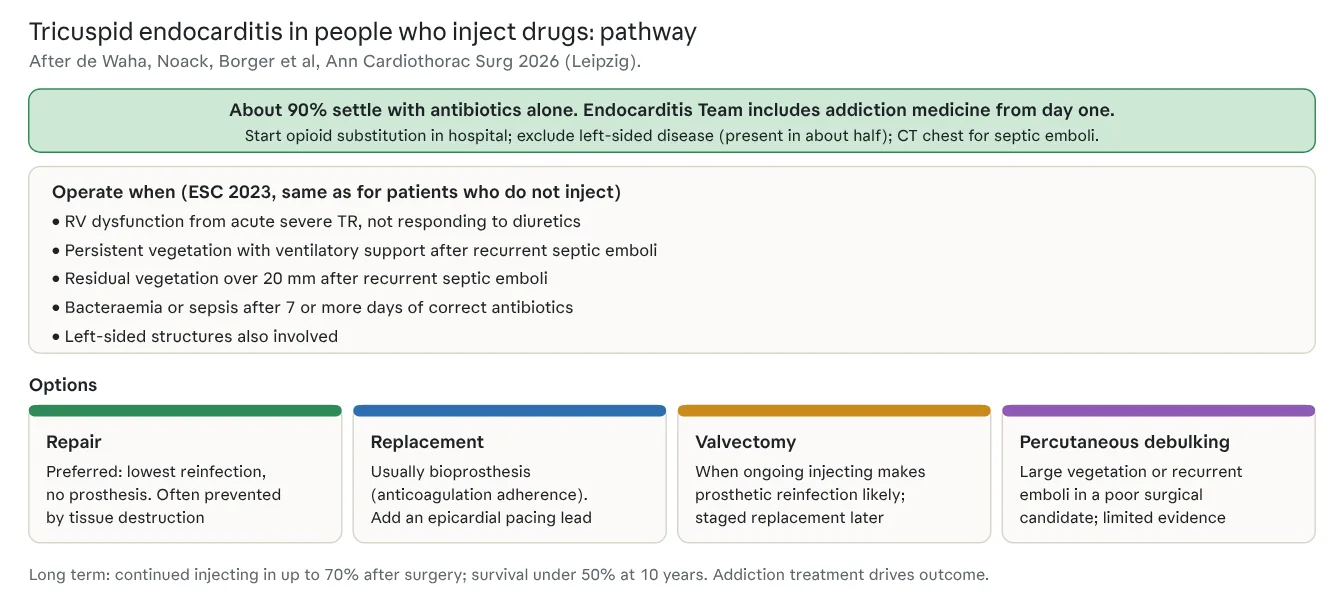 Tricuspid endocarditis in people who inject drugs: pathway
After de Waha, Noack, Borger et al, Ann Cardiothorac Surg 2026 (Leipzig).
About 90% settle with antibiotics alone. Endocarditis Team includes addiction medicine from day one.
Start opioid substitution in hospital; exclude left-sided disease (present in about half); CT chest for septic emboli.
Operate when (ESC 2023, same as for patients who do not inject)
• RV dysfunction from acute severe TR, not responding to diuretics
• Persistent vegetation with ventilatory support after recurrent septic emboli
• Residual vegetation over 20 mm after recurrent septic emboli
• Bacteraemia or sepsis after 7 or more days of correct antibiotics
• Left-sided structures also involved
Options
Repair
Preferred: lowest reinfection,
no prosthesis. Often prevented
by tissue destruction
Replacement
Usually bioprosthesis
(anticoagulation adherence).
Add an epicardial pacing lead
Valvectomy
When ongoing injecting makes
prosthetic reinfection likely;
staged replacement later
Percutaneous debulking
Large vegetation or recurrent
emboli in a poor surgical
candidate; limited evidence
Long term: continued injecting in up to 70% after surgery; survival under 50% at 10 years. Addiction treatment drives outcome.